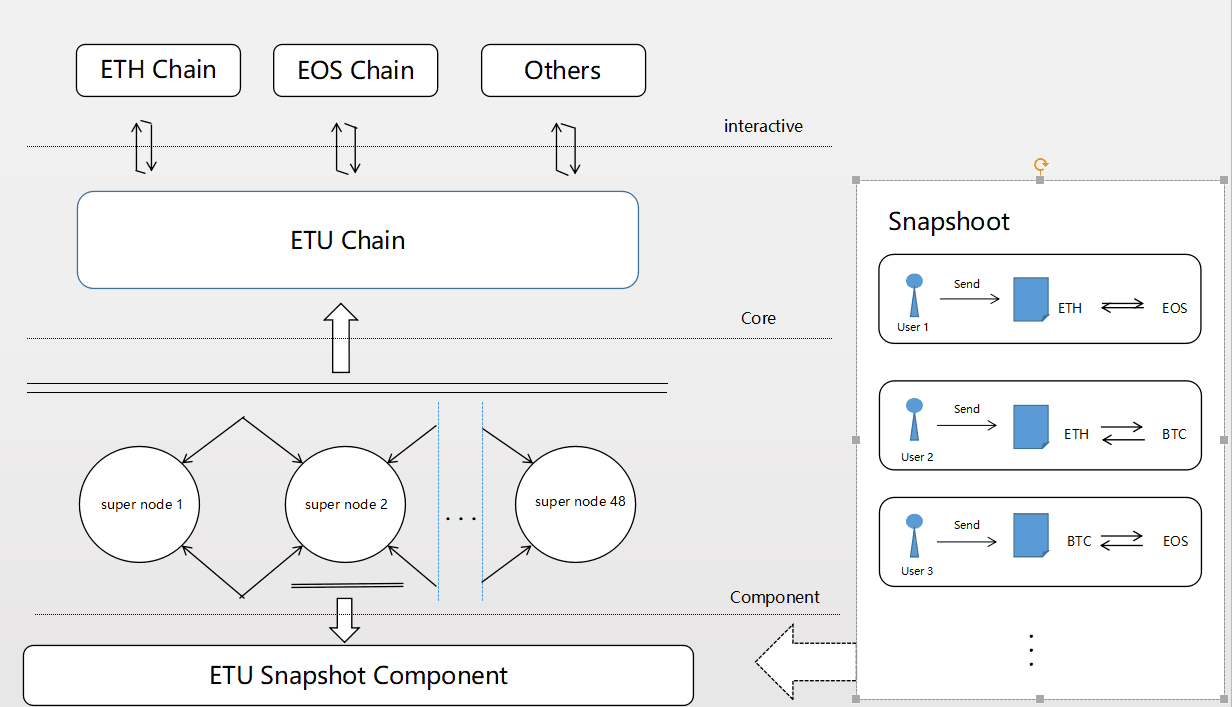 ETH Chain
EOS Chain
Others
interactive
ETU Chain
Core
super node 1
super node 2
. . .
super node 48
Component
ETU Snapshot Component
Snapshoot
Send
User 1
ETH
EOS
Send
User 2
ETH
BTC
Send
User 3
BTC
EOS